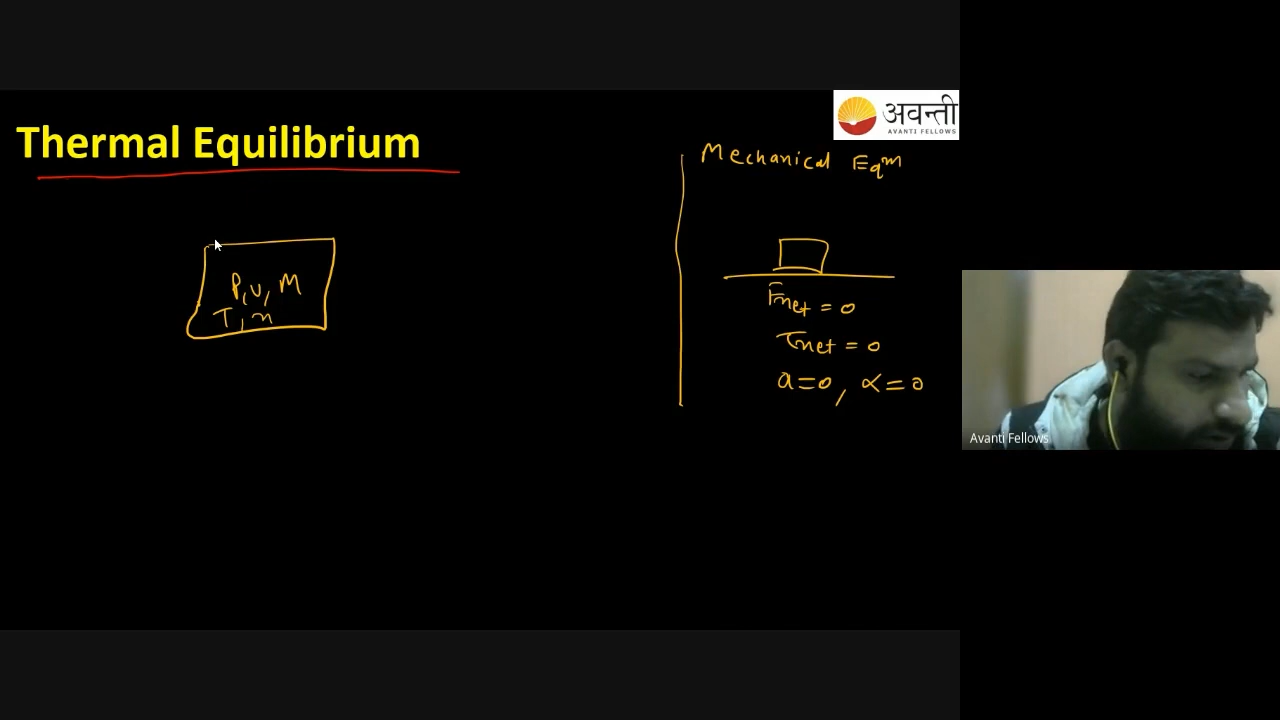 Thermal Equilibrium
अवन्ती
AVANTI FELLOWS
Mechanical Eqm
P, v, M
T, n
Fnet = 0
τnet = 0
a=0, α=0
Avanti Fellows